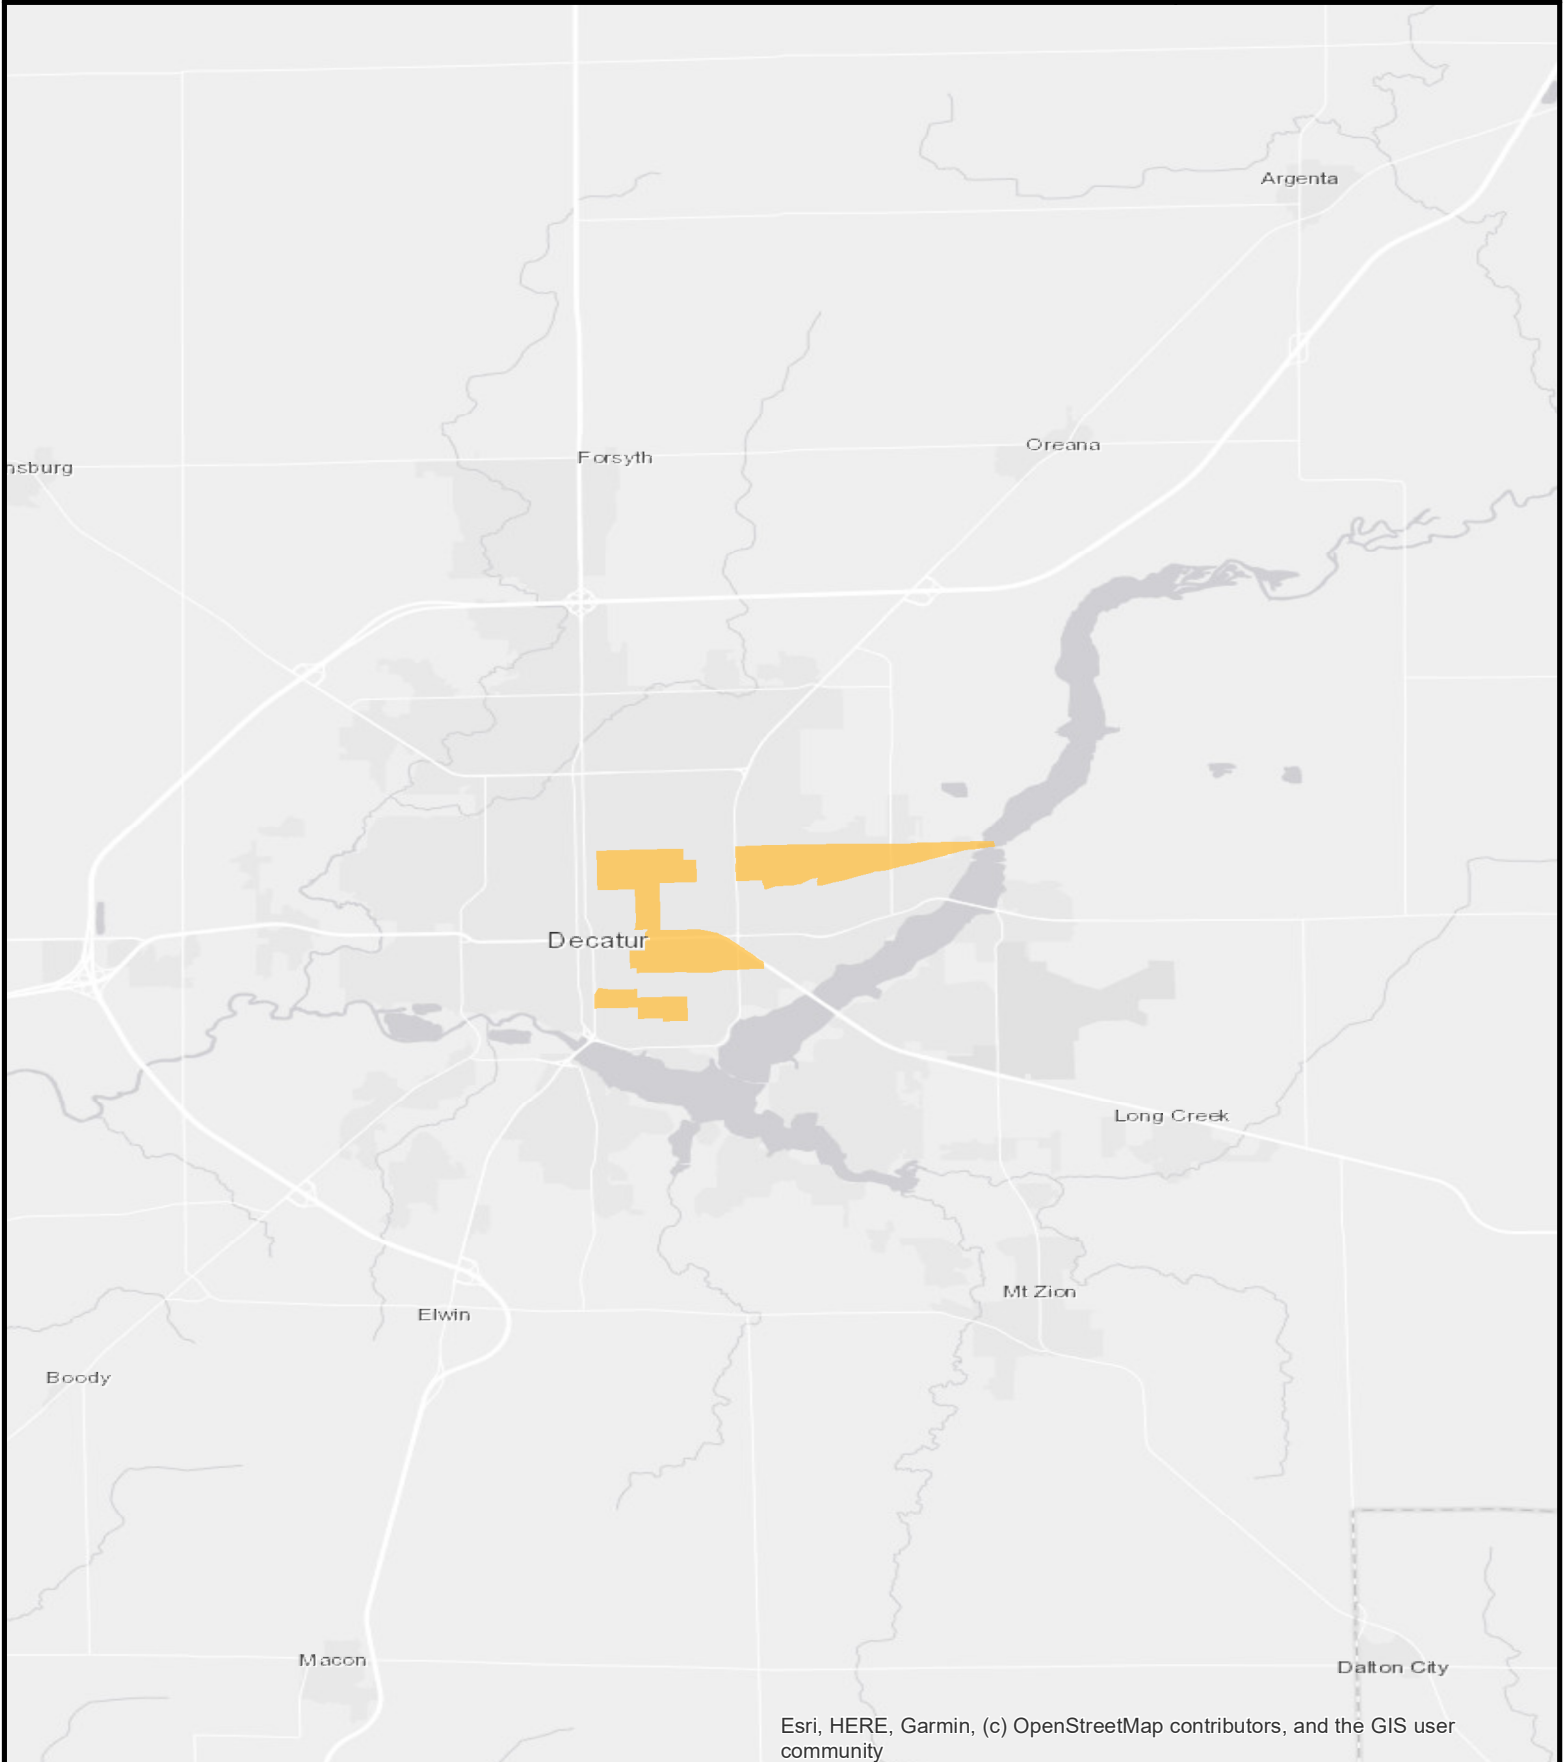 Argenta
Oreana
Forsyth
nsburg
Decatur
Long Creek
Mt Zion
Elwin
Boody
Macon
Dalton City
Esri, HERE, Garmin, (c) OpenStreetMap contributors, and the GIS user
community